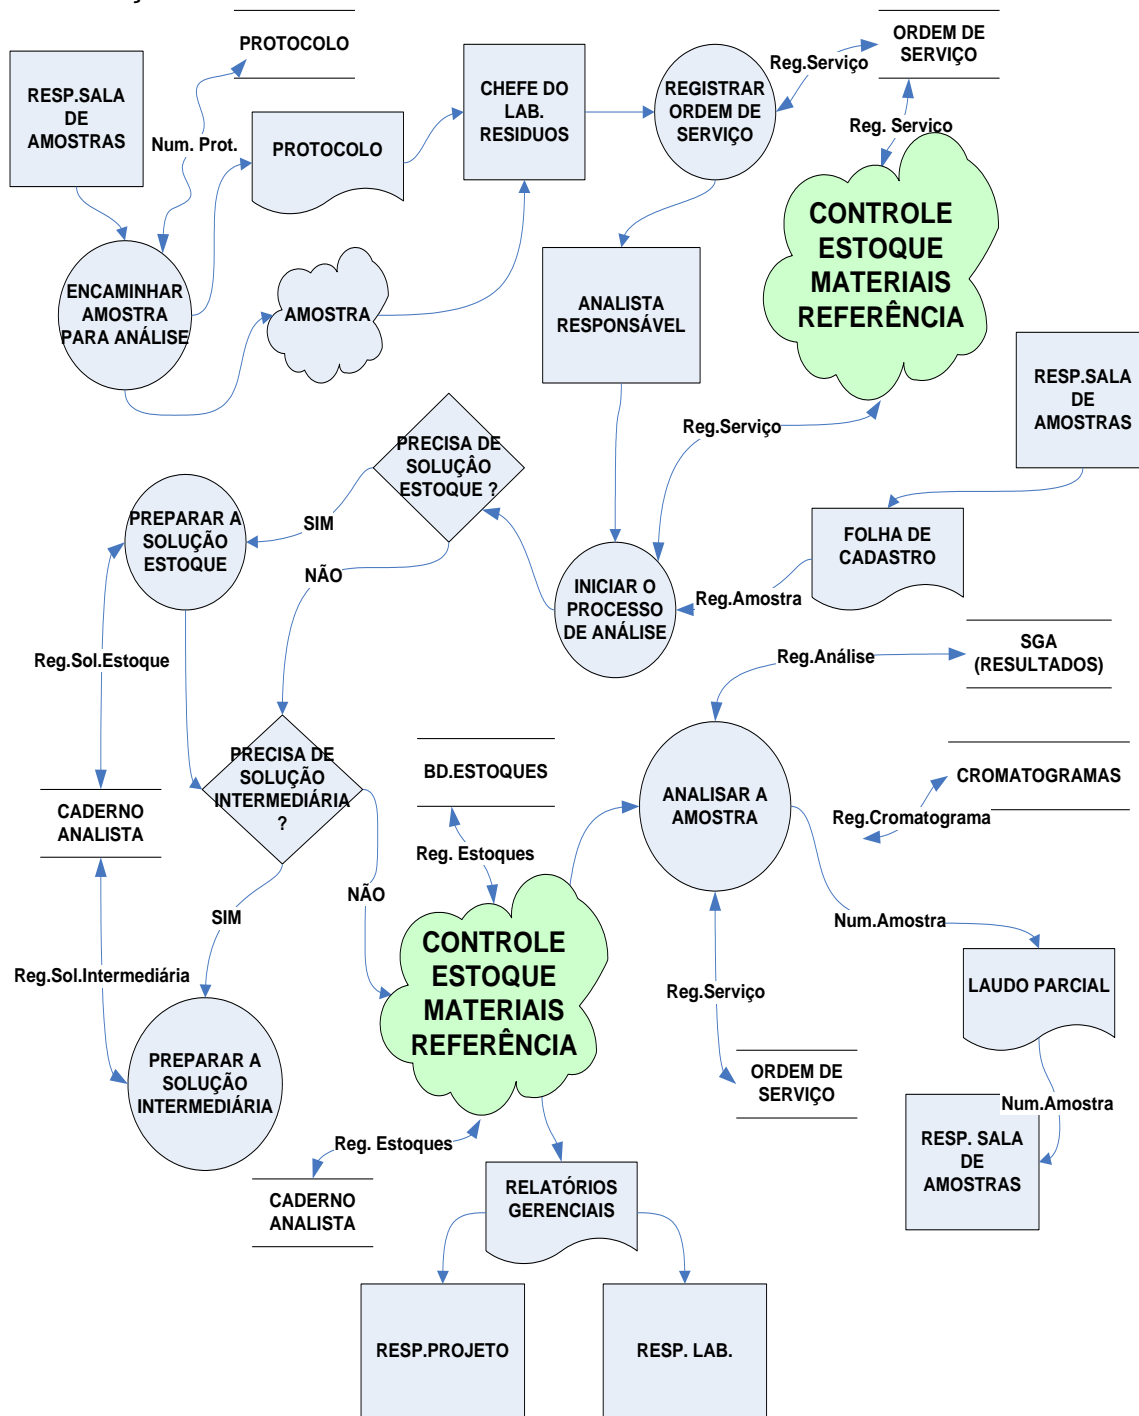 PROTOCOLO
ORDEM DE
SERVIÇO
RESP.SALA
DE
AMOSTRAS
Num. Prot.
PROTOCOLO
CHEFE DO
LAB.
RESIDUOS
REGISTRAR
ORDEM DE
SERVIÇO
Reg.Serviço
Reg. Serviço
CONTROLE
ESTOQUE
MATERIAIS
REFERÊNCIA
ENCAMINHAR
AMOSTRA
PARA ANÁLISE
AMOSTRA
ANALISTA
RESPONSÁVEL
RESP.SALA
DE
AMOSTRAS
Reg.Serviço
PRECISA DE
SOLUÇÂO
ESTOQUE ?
SIM
NÃO
PREPARAR A
SOLUÇÃO
ESTOQUE
FOLHA DE
CADASTRO
INICIAR O
PROCESSO
DE ANÁLISE
Reg.Amostra
Reg.Sol.Estoque
SGA
(RESULTADOS)
Reg.Análise
PRECISA DE
SOLUÇÃO
INTERMEDIÁRIA
?
BD.ESTOQUES
ANALISAR A
AMOSTRA
CROMATOGRAMAS
Reg.Cromatograma
CADERNO
ANALISTA
Reg. Estoques
NÃO
SIM
Num.Amostra
CONTROLE
ESTOQUE
MATERIAIS
REFERÊNCIA
Reg.Sol.Intermediária
Reg.Serviço
LAUDO PARCIAL
PREPARAR A
SOLUÇÃO
INTERMEDIÁRIA
ORDEM DE
SERVIÇO
Num.Amostra
RESP. SALA
DE
AMOSTRAS
Reg. Estoques
CADERNO
ANALISTA
RELATÓRIOS
GERENCIAIS
RESP.PROJETO
RESP. LAB.